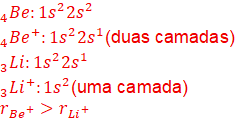 ₄Be: 1s²2s²
₄Be⁺: 1s²2s¹(duas camadas)
₃Li: 1s²2s¹
₃Li⁺: 1s²(uma camada)
r_Be⁺ > r_Li⁺